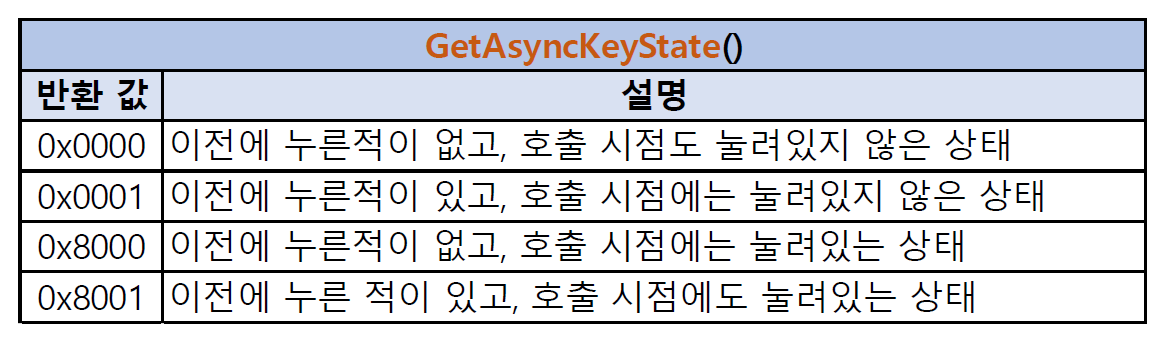 GetAsyncKeyState()
반환 값 설명
0x0000 이전에 누른적이 없고, 호출 시점도 눌려있지 않은 상태
0x0001 이전에 누른적이 있고, 호출 시점에는 눌려있지 않은 상태
0x8000 이전에 누른적이 없고, 호출 시점에는 눌려있는 상태
0x8001 이전에 누른 적이 있고, 호출 시점에도 눌려있는 상태